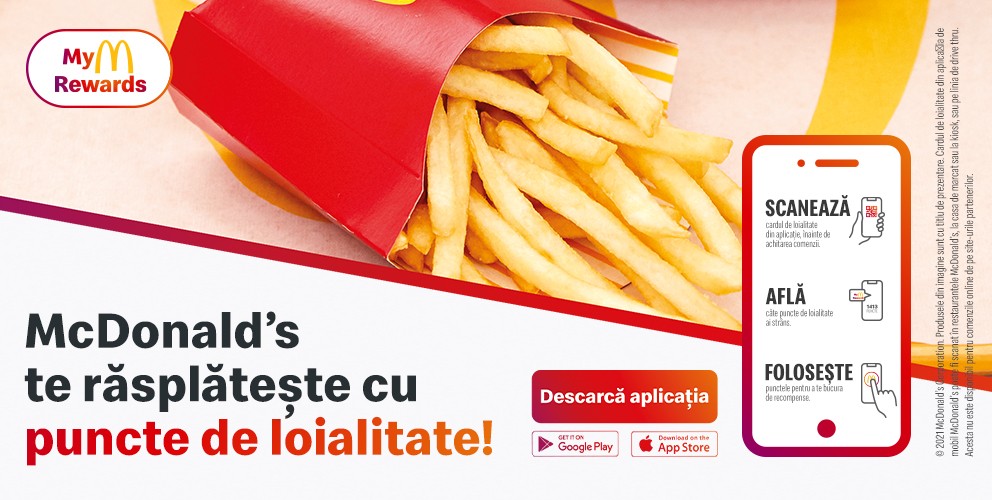 My
Rewards
McDonald's
te răsplătește cu
puncte de loialitate!
Descarcă aplicația
GET IT ON
Google Play
Download on the
App Store
SCANEAZĂ
cardul de loialitate
din aplicație, înainte de
achitarea comenzii.
AFLĂ
câte puncte de loialitate
ai strâns.
1413
FOLOSEȘTE
punctele pentru a te bucura
de recompense.
© 2021 McDonald's Corporation. Produsele din imagine sunt cu titlu de prezentare. Cardul de loialitate din aplicația de
mobil McDonald's poate fi scanat în restaurantele McDonald's, la casa de marcat sau la kiosk, sau pe linia de drive thru.
Acesta nu este disponibil pentru comenzile online de pe site-urile partenerilor.